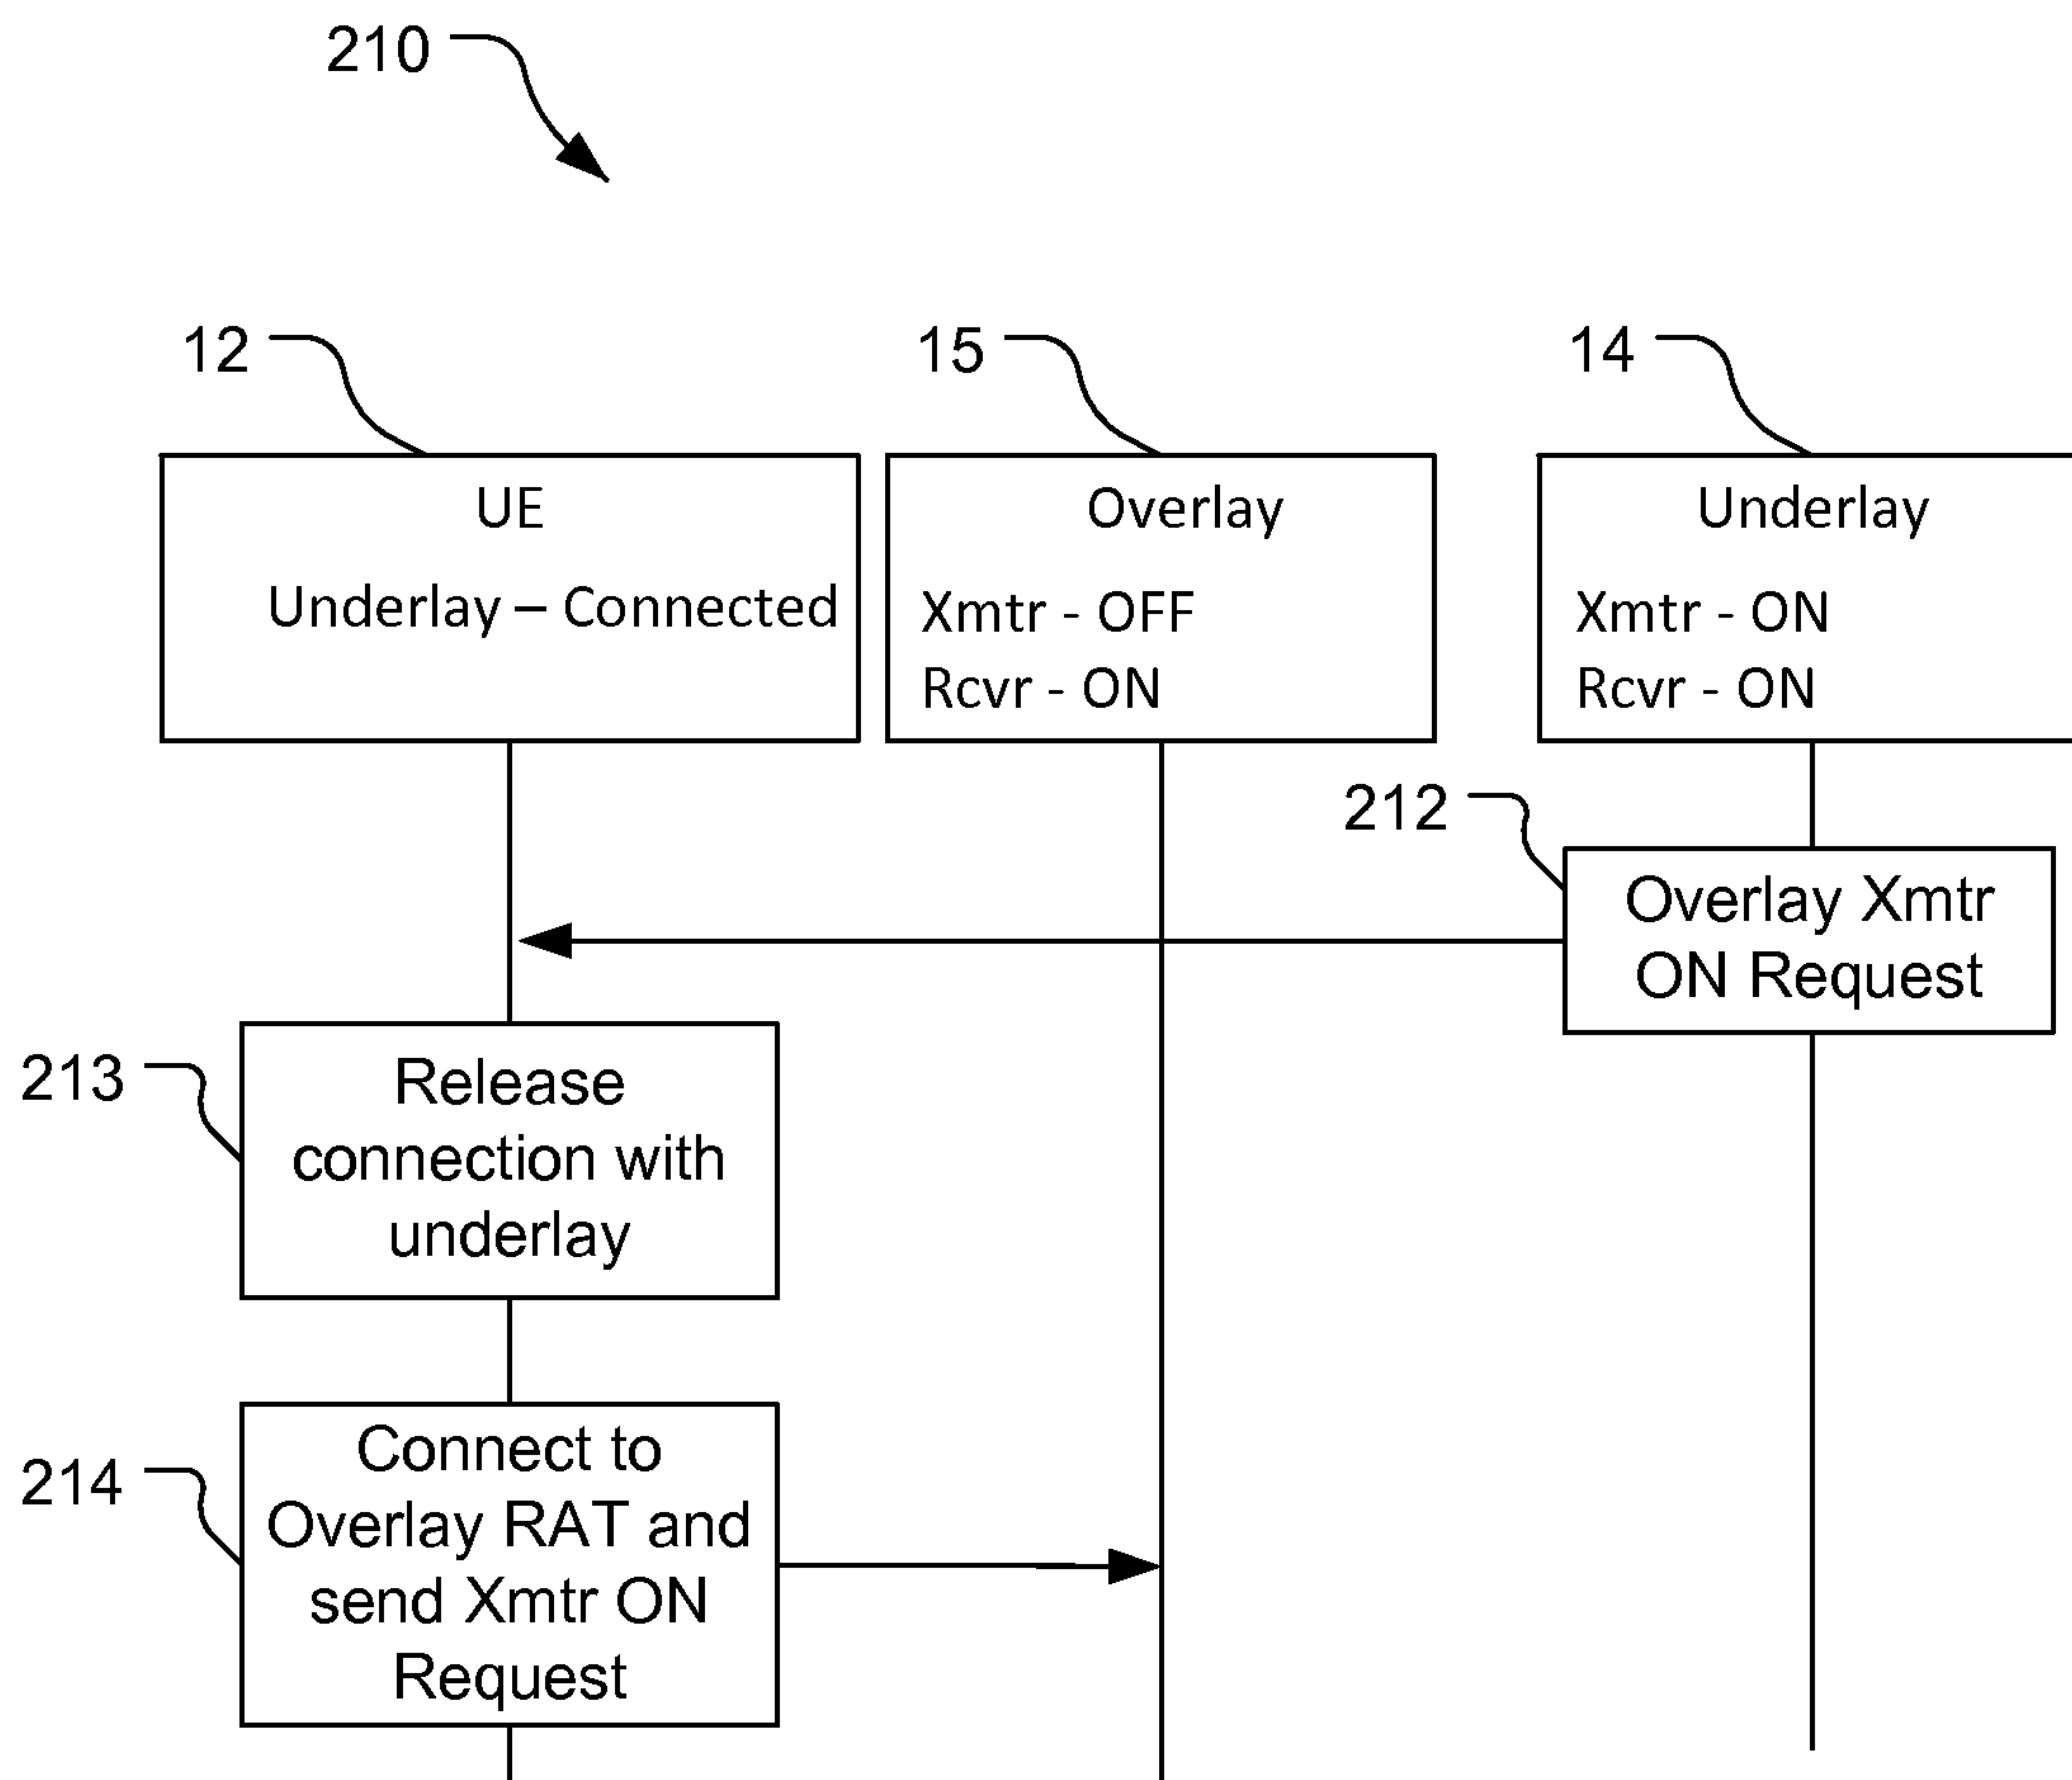 210
12
15
14
UE
Underlay – Connected
Overlay
Xmtr - OFF
Rcvr - ON
Underlay
Xmtr - ON
Rcvr - ON
212
Overlay Xmtr
ON Request
213
Release
connection with
underlay
214
Connect to
Overlay RAT and
send Xmtr ON
Request